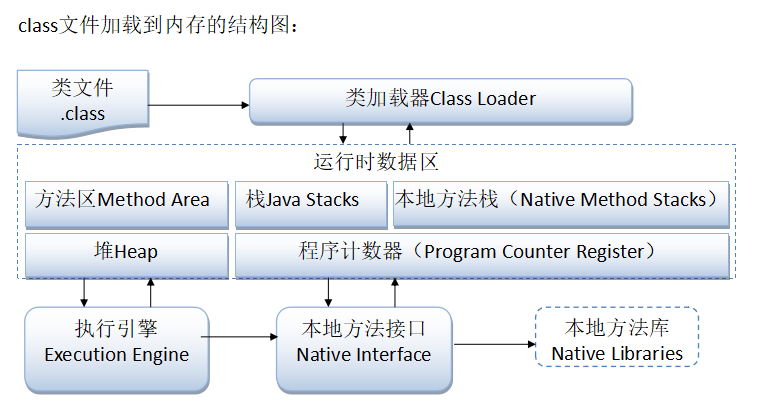 class文件加载到内存的结构图：
类文件
.class
类加载器Class Loader
运行时数据区
方法区Method Area
栈Java Stacks
本地方法栈（Native Method Stacks）
堆Heap
程序计数器（Program Counter Register）
执行引擎
Execution Engine
本地方法接口
Native Interface
本地方法库
Native Libraries